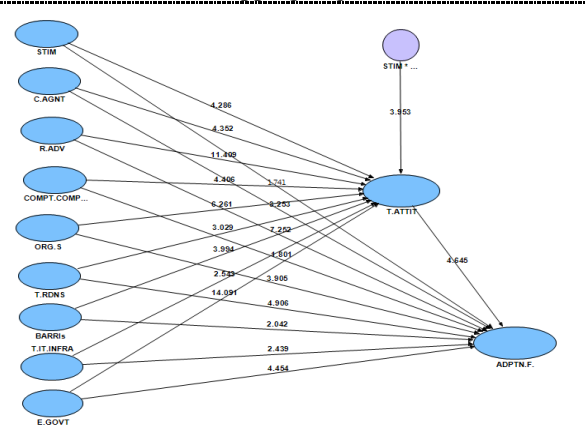 STIM
STIM * ...
C.AGNT
4.286
3.953
4.352
R.ADV
11.409
4.406
1.741
COMPT.COMP...
6.261
3.253
T.ATTIT
ORG.S
3.029
7.252
3.994
1.801
4.645
T.RDNS
2.543
3.905
14.091
4.906
BARRIs
2.042
T.IT.INFRA
2.439
ADPTN.F.
4.454
E.GOVT